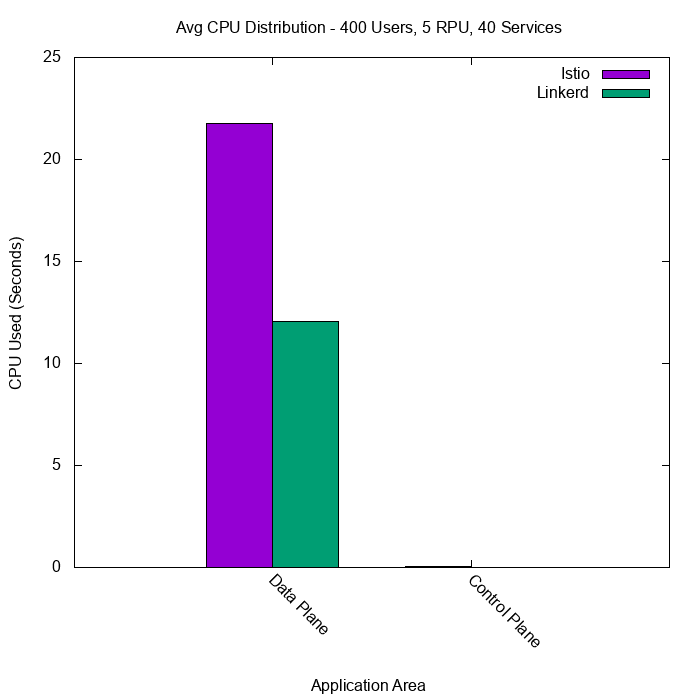 Avg CPU Distribution - 400 Users, 5 RPU, 40 Services
Istio
Linkerd
25
20
15
10
5
0
CPU Used (Seconds)
Data Plane
Control Plane
Application Area